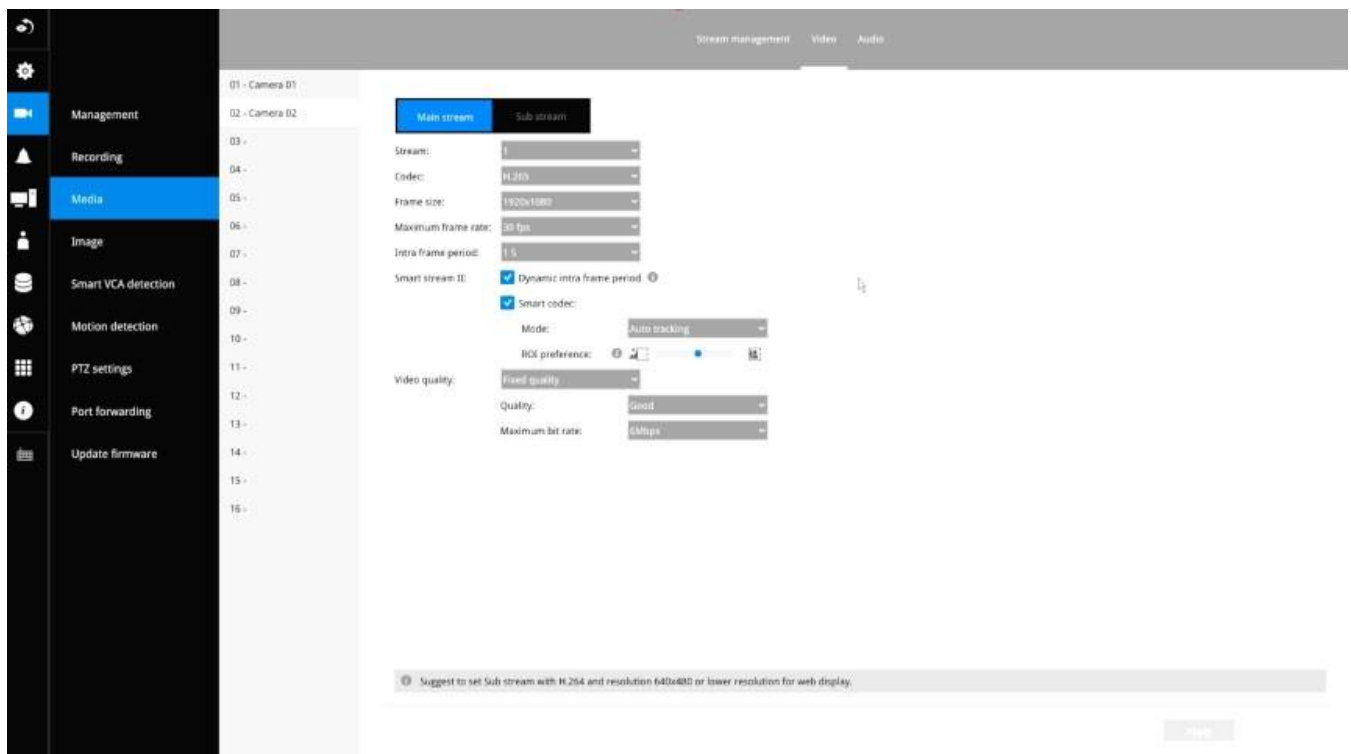 Stream management Video Audio
Management
Recording
Media
Image
Smart VCA detection
Motion detection
PTZ settings
Port forwarding
Update firmware
01 - Camera 01
02 - Camera 02
03 -
04 -
05 -
06 -
07 -
08 -
09 -
10 -
11 -
12 -
13 -
14 -
15 -
16 -
Main stream Sub stream
Stream: 1
Codec: H.265
Frame size: 1920x1080
Maximum frame rate: 30 fps
Intra frame period: 1 S
Smart stream II: Dynamic intra frame period
Smart codec:
Mode: Auto tracking
ROI preference:
Video quality: Fixed quality
Quality: Good
Maximum bit rate: 6Mbps
Suggest to set Sub stream with H.264 and resolution 640x480 or lower resolution for web display.